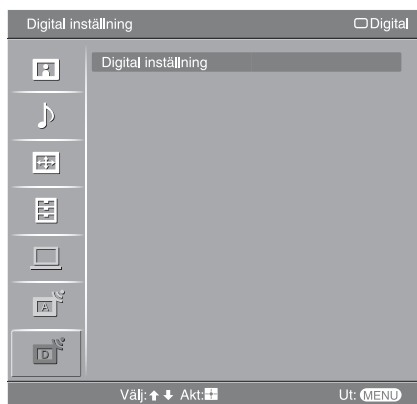 Digital inställning Digital
Digital inställning
A
D
Välj: Akt: Ut: MENU